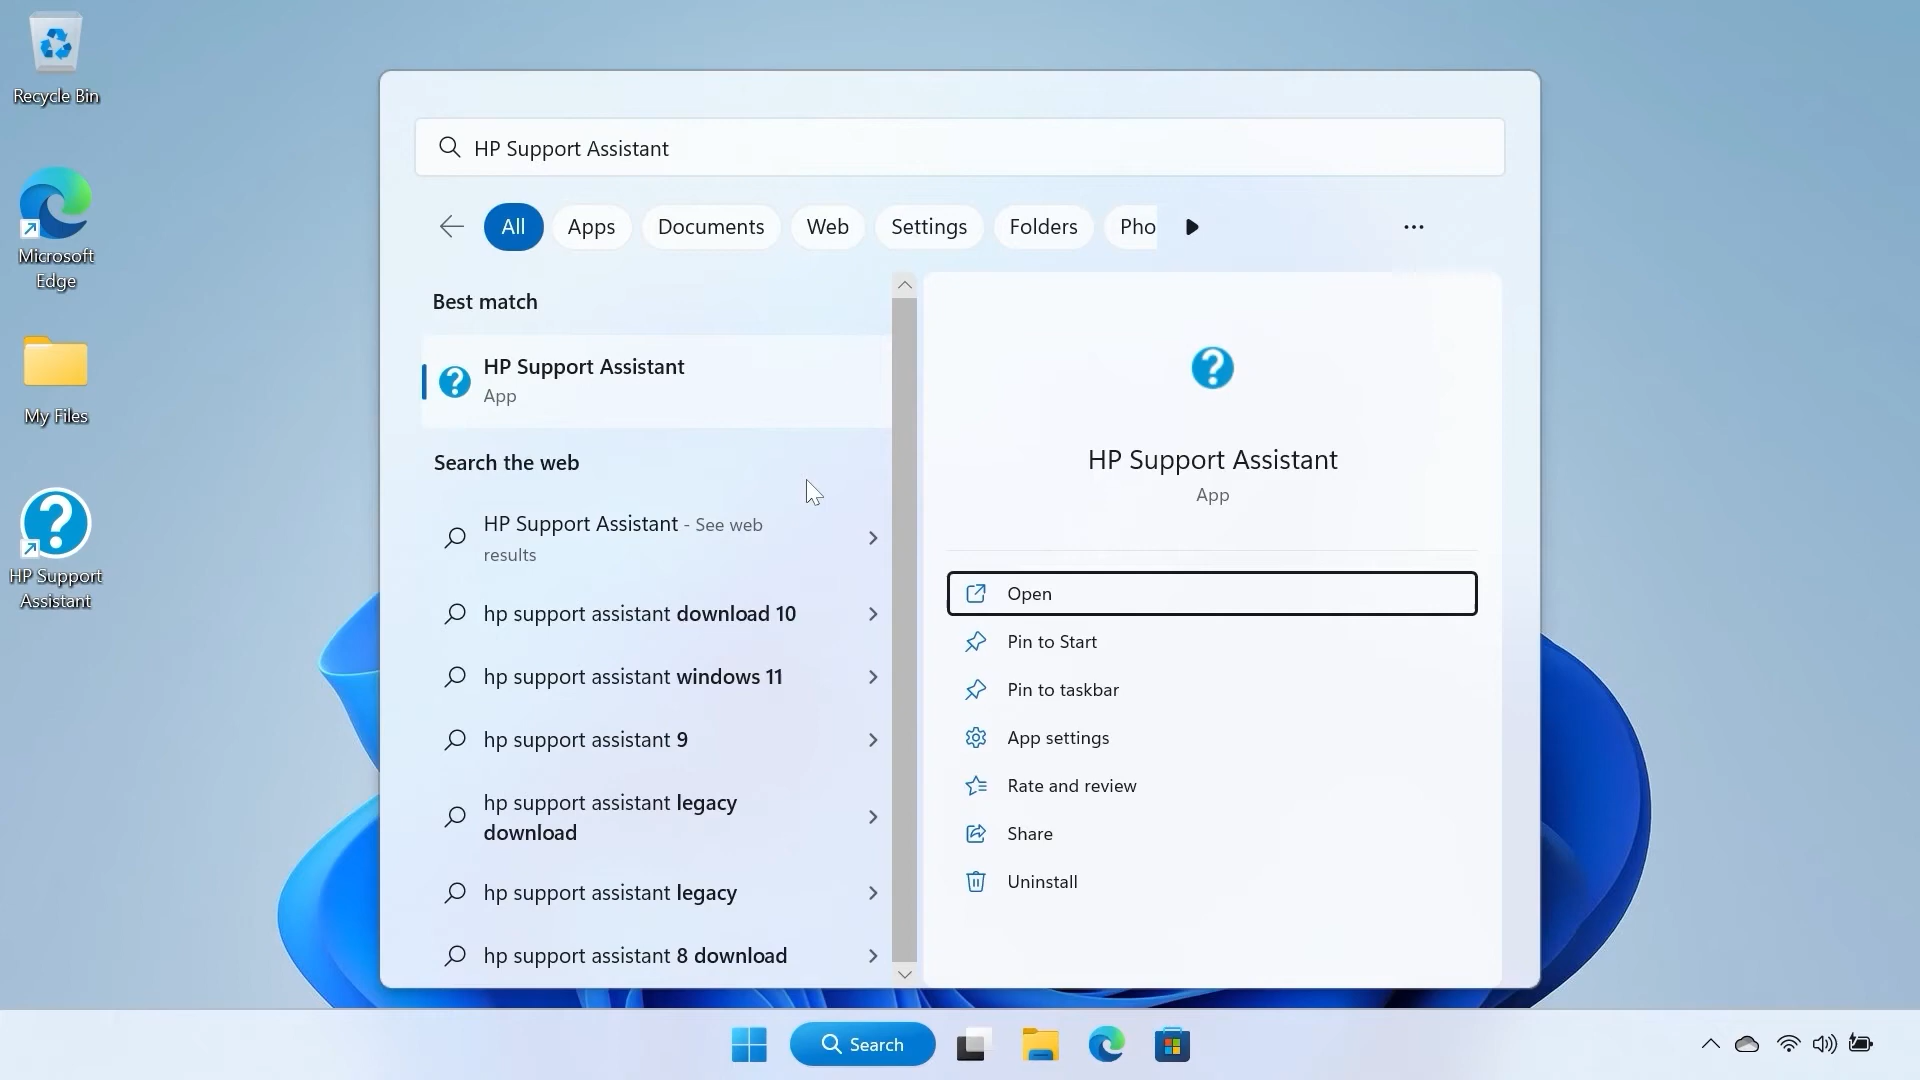 Recycle Bin
Microsoft
Edge
My Files
HP Support
Assistant
HP Support Assistant
All
Apps
Documents
Web
Settings
Folders
Pho
Best match
HP Support Assistant
App
Search the web
HP Support Assistant - See web
results
hp support assistant download 10
hp support assistant windows 11
hp support assistant 9
hp support assistant legacy
download
hp support assistant legacy
hp support assistant 8 download
HP Support Assistant
App
Open
Pin to Start
Pin to taskbar
App settings
Rate and review
Share
Uninstall
Search